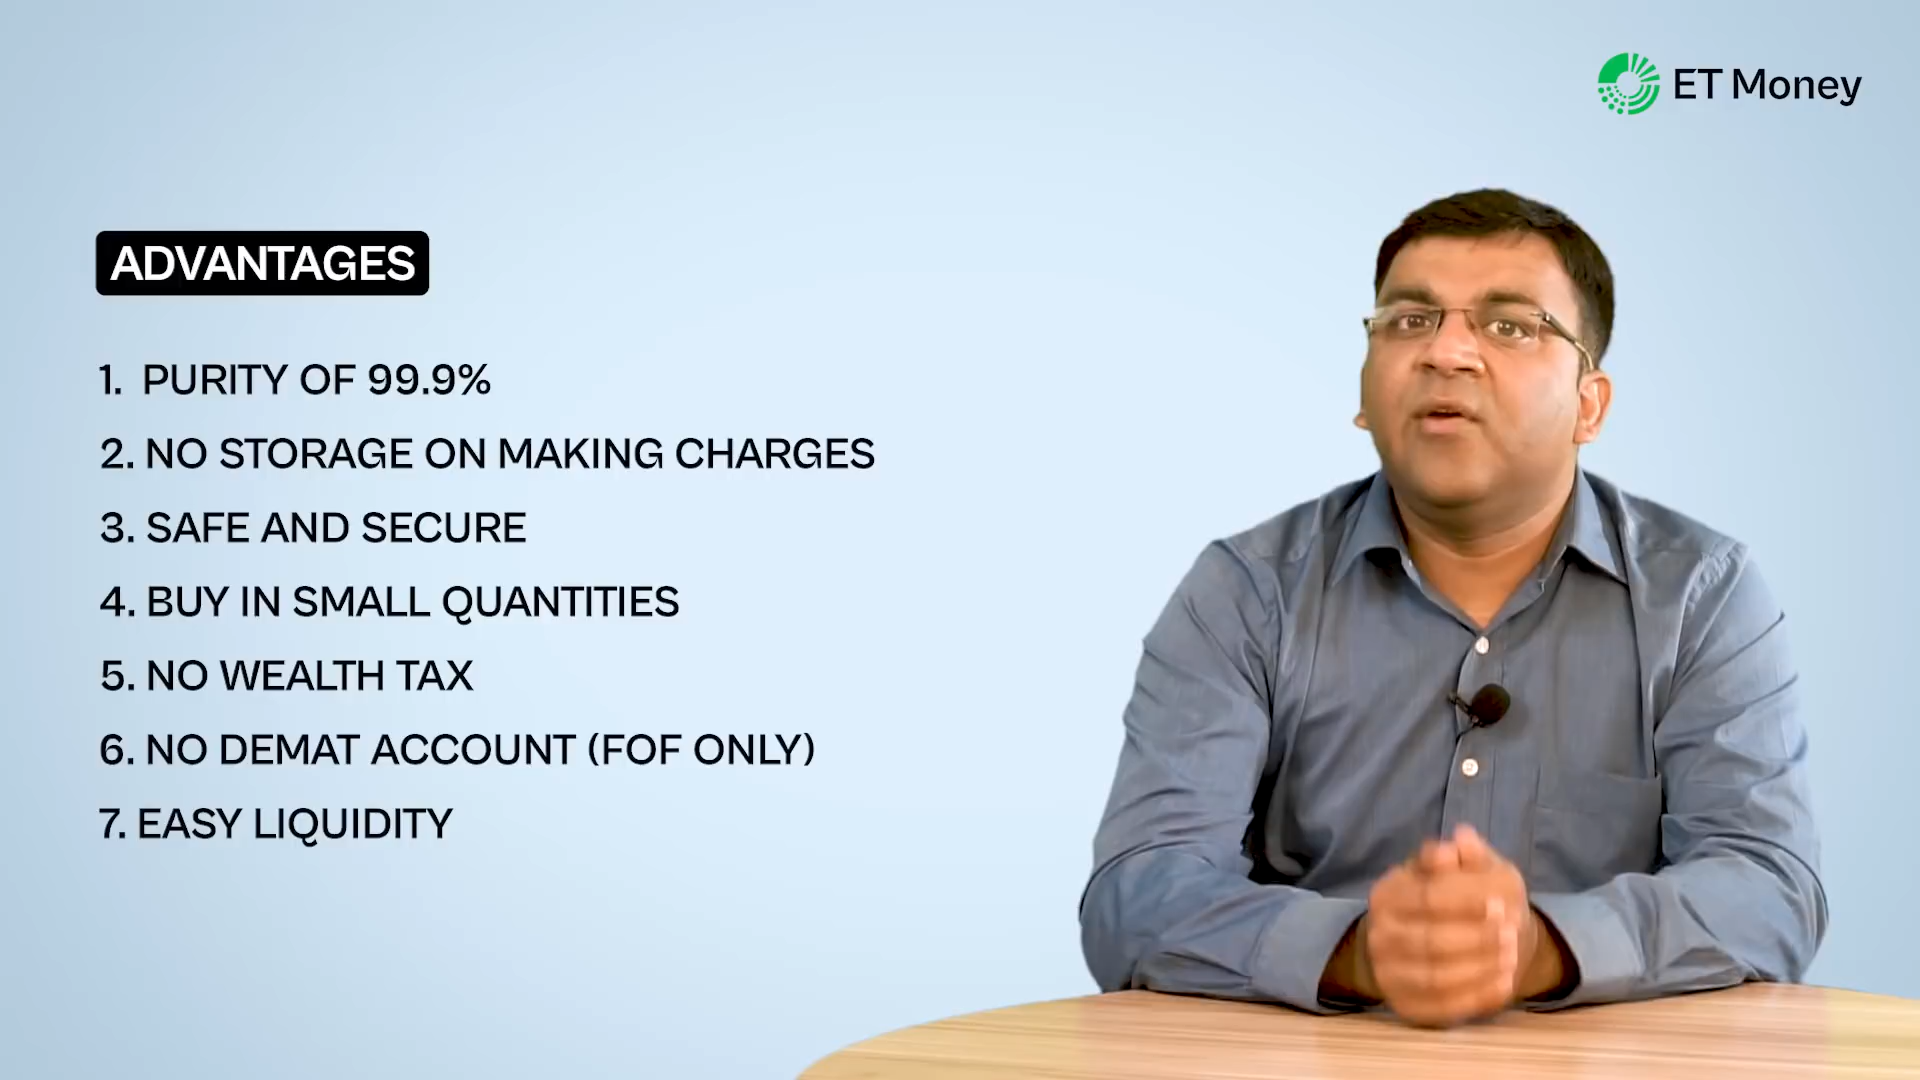 ET Money
ADVANTAGES
1. PURITY OF 99.9%
2. NO STORAGE ON MAKING CHARGES
3. SAFE AND SECURE
4. BUY IN SMALL QUANTITIES
5. NO WEALTH TAX
6. NO DEMAT ACCOUNT (FOF ONLY)
7. EASY LIQUIDITY